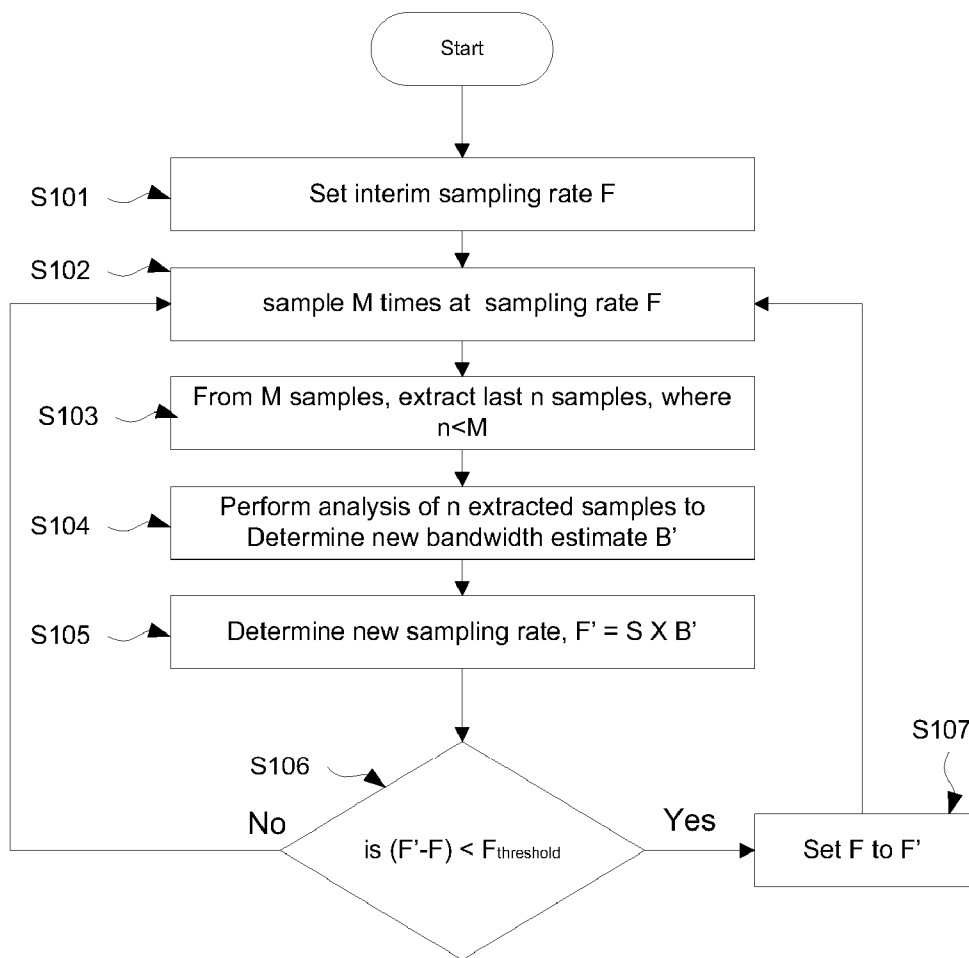 Start
S101
Set interim sampling rate F
S102
sample M times at sampling rate F
S103
From M samples, extract last n samples, where
n<M
S104
Perform analysis of n extracted samples to
Determine new bandwidth estimate B’
S105
Determine new sampling rate, F’ = S X B’
S106
S107
No
is (F’-F) < Fthreshold
Yes
Set F to F’